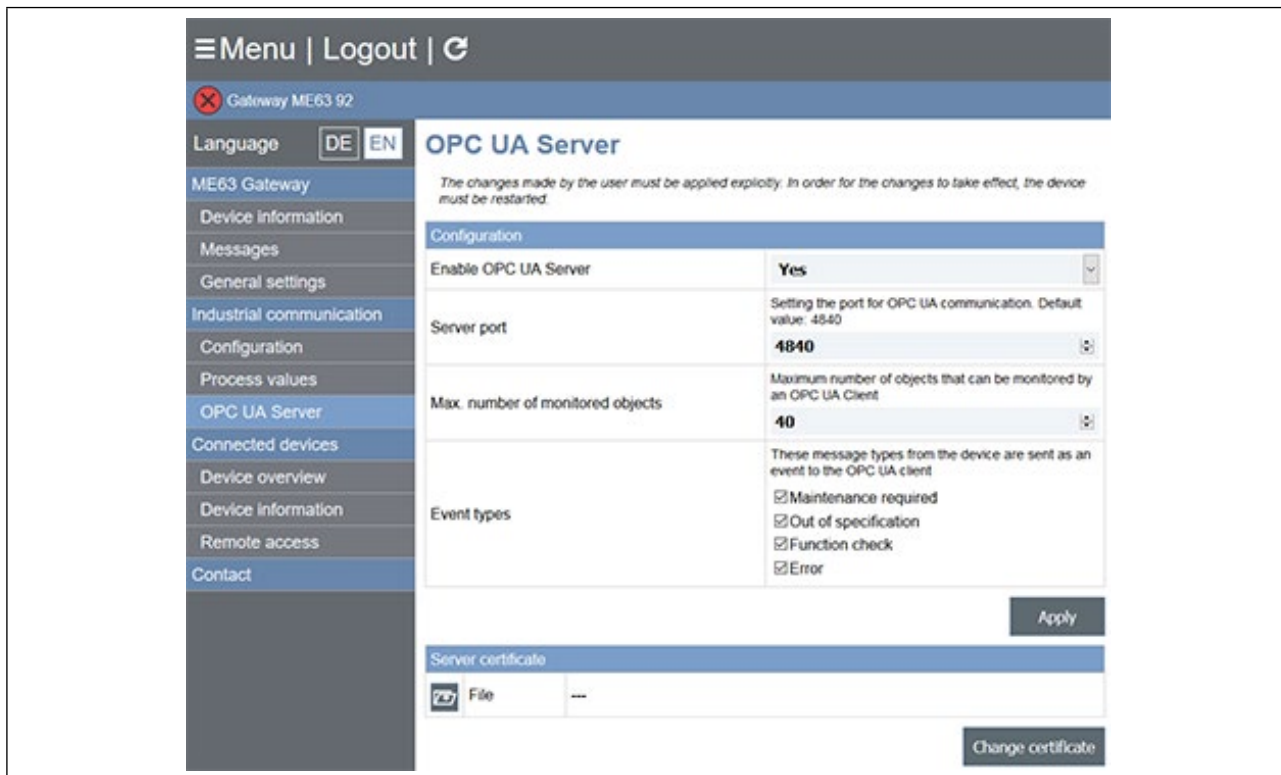 Menu | Logout |
Gateway ME63 92
Language DE EN
ME63 Gateway
Device information
Messages
General settings
Industrial communication
Configuration
Process values
OPC UA Server
Connected devices
Device overview
Device information
Remote access
Contact
OPC UA Server
The changes made by the user must be applied explicitly. In order for the changes to take effect, the device
must be restarted.
Configuration
Enable OPC UA Server
Yes
Server port
Setting the port for OPC UA communication. Default
value: 4840
4840
Max. number of monitored objects
Maximum number of objects that can be monitored by
an OPC UA Client
40
Event types
These message types from the device are sent as an
event to the OPC UA client
Maintenance required
Out of specification
Function check
Error
Apply
Server certificate
File ---
Change certificate